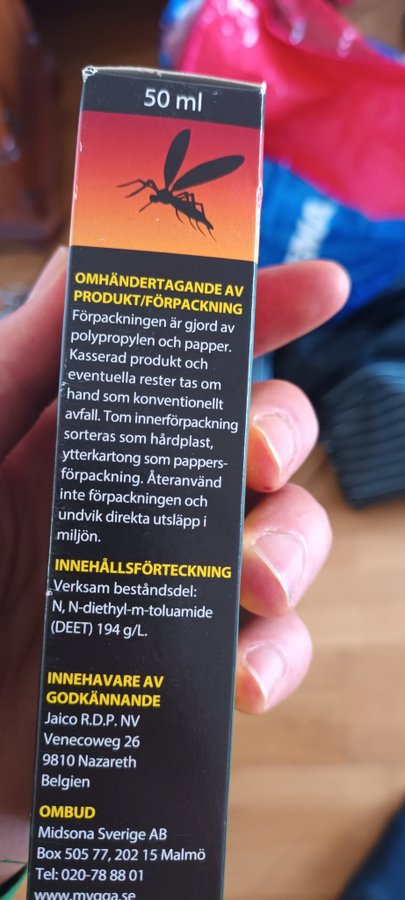 50 ml
OMHÄNDERTAGANDE AV
PRODUKT/FÖRPACKNING
Förpackningen är gjord av
polypropylen och papper.
Kasserad produkt och
eventuella rester tas om
hand som konventionellt
avfall. Tom innerförpackning
sorteras som hårdplast,
ytterkartong som pappers-
förpackning. Återanvänd
inte förpackningen och
undvik direkta utsläpp i
miljön.
INNEHÅLLSFÖRTECKNING
Verksam beståndsdel:
N, N-diethyl-m-toluamide
(DEET) 194 g/L.
INNEHAVARE AV
GODKÄNNANDE
Jaico R.D.P. NV
Venecoweg 26
9810 Nazareth
Belgien
OMBUD
Midsona Sverige AB
Box 505 77, 202 15 Malmö
Tel: 020-78 88 01
www.mygga.se